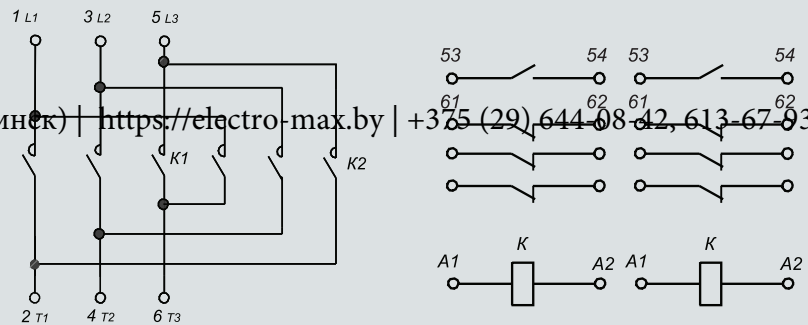 1 L1 3 L2 5 L3
53 54 53 54
61 62 61 62
| https://electro-max.by | +375 (29) 644-08-42, 613-67-93
K1 K2
K K
A1 A2 A1 A2
2 T1 4 T2 6 T3